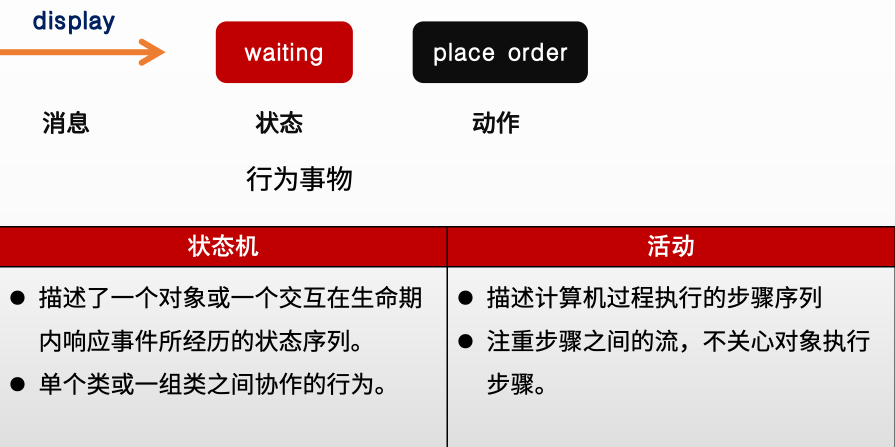 display
waiting
place order
消息
状态
动作
行为事物
状态机
活动
● 描述了一个对象或一个交互在生命期
内响应事件所经历的状态序列。
● 单个类或一组类之间协作的行为。
● 描述计算机过程执行的步骤序列
● 注重步骤之间的流，不关心对象执行
步骤。